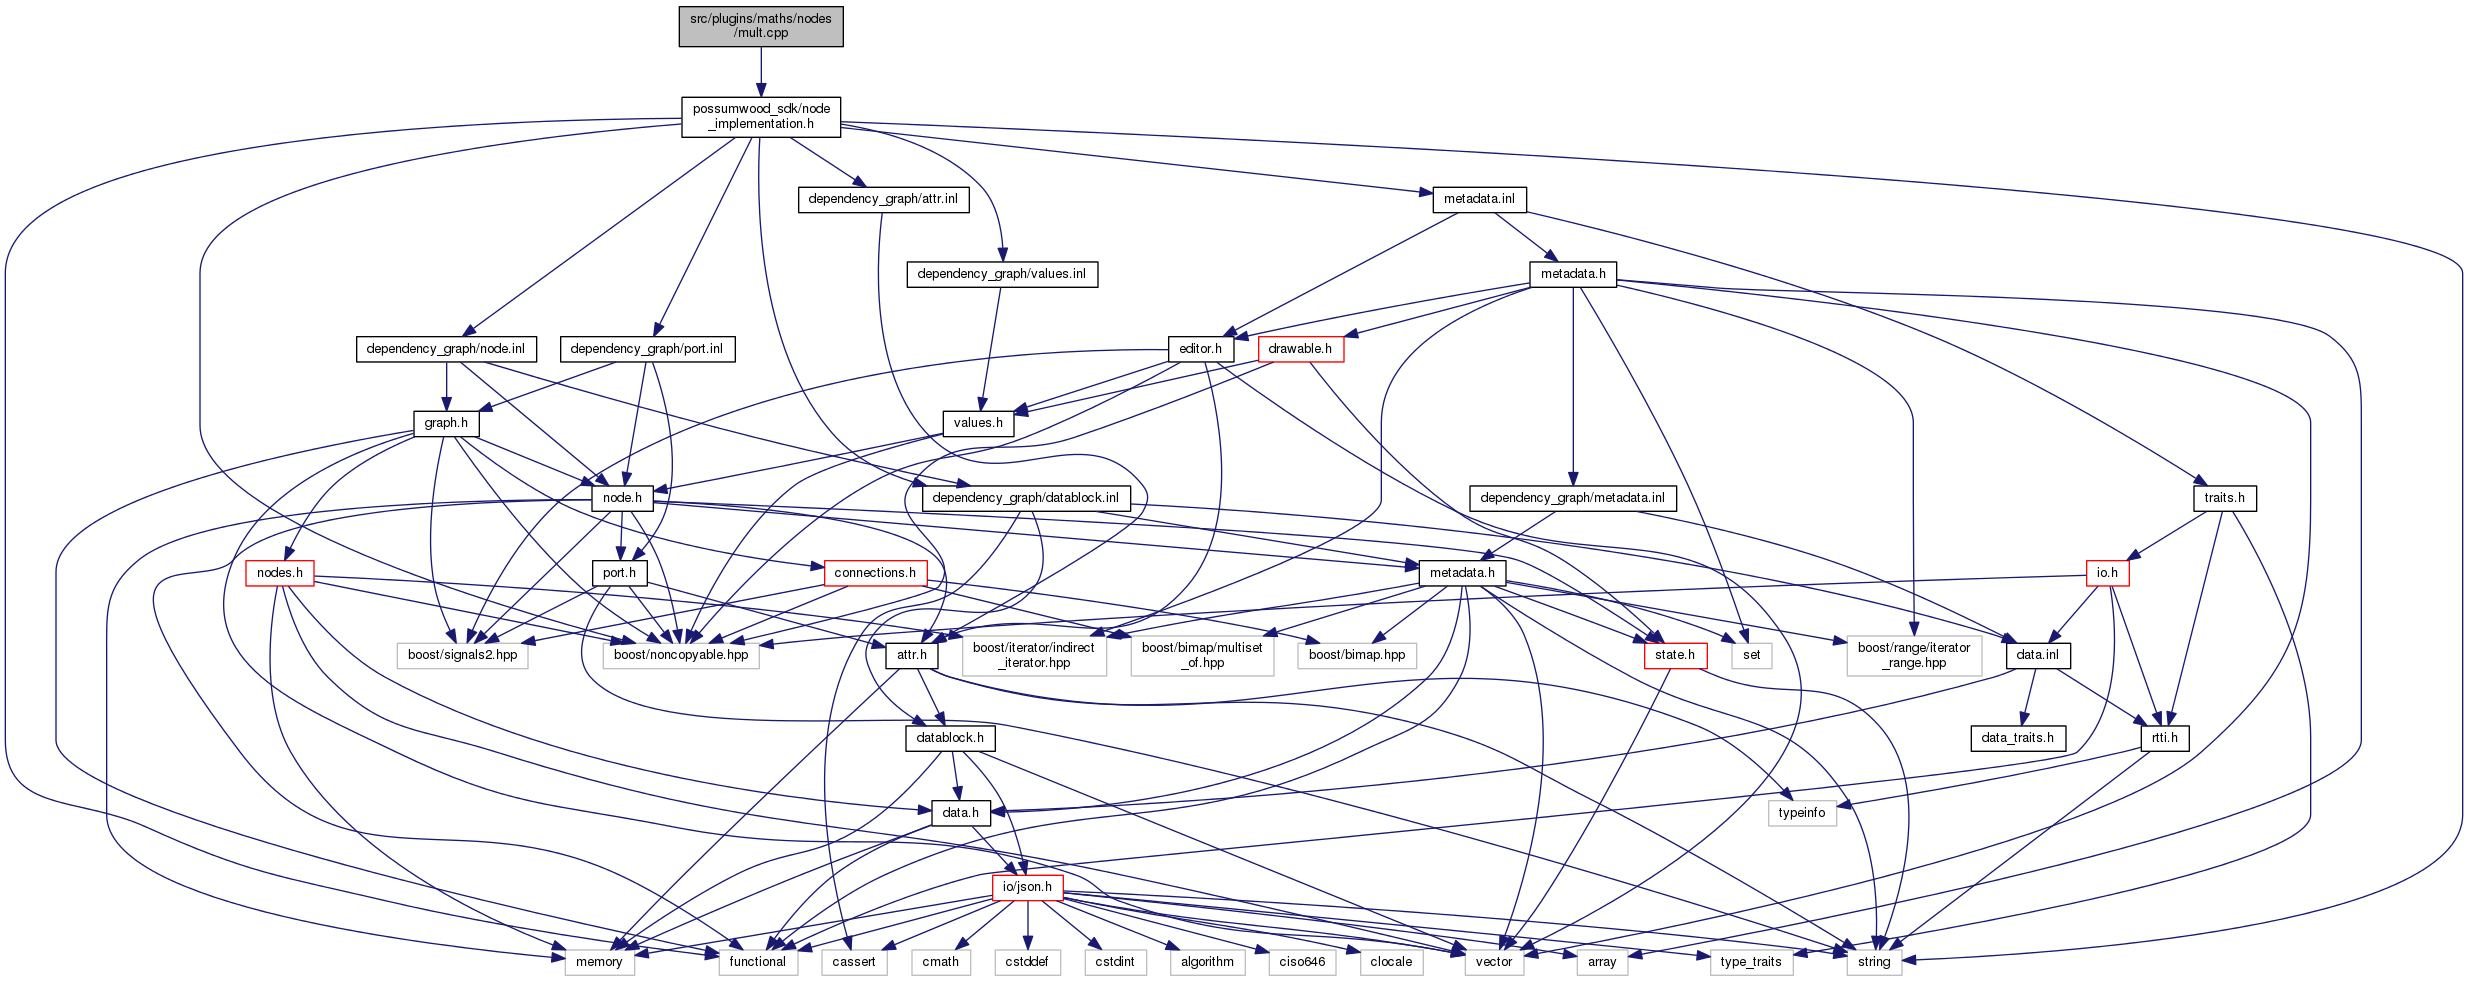 src/plugins/maths/nodes
/mult.cpp
possumwood_sdk/node
_implementation.h
dependency_graph/attr.inl
metadata.inl
dependency_graph/values.inl
metadata.h
dependency_graph/node.inl
dependency_graph/port.inl
editor.h
drawable.h
graph.h
values.h
node.h
dependency_graph/datablock.inl
dependency_graph/metadata.inl
traits.h
nodes.h
port.h
connections.h
metadata.h
io.h
boost/signals2.hpp
boost/noncopyable.hpp
attr.h
boost/iterator/indirect
_iterator.hpp
boost/bimap/multiset
_of.hpp
boost/bimap.hpp
state.h
set
boost/range/iterator
_range.hpp
data.inl
datablock.h
data_traits.h
rtti.h
data.h
typeinfo
io/json.h
memory
functional
cassert
cmath
cstddef
cstdint
algorithm
ciso646
clocale
vector
array
type_traits
string